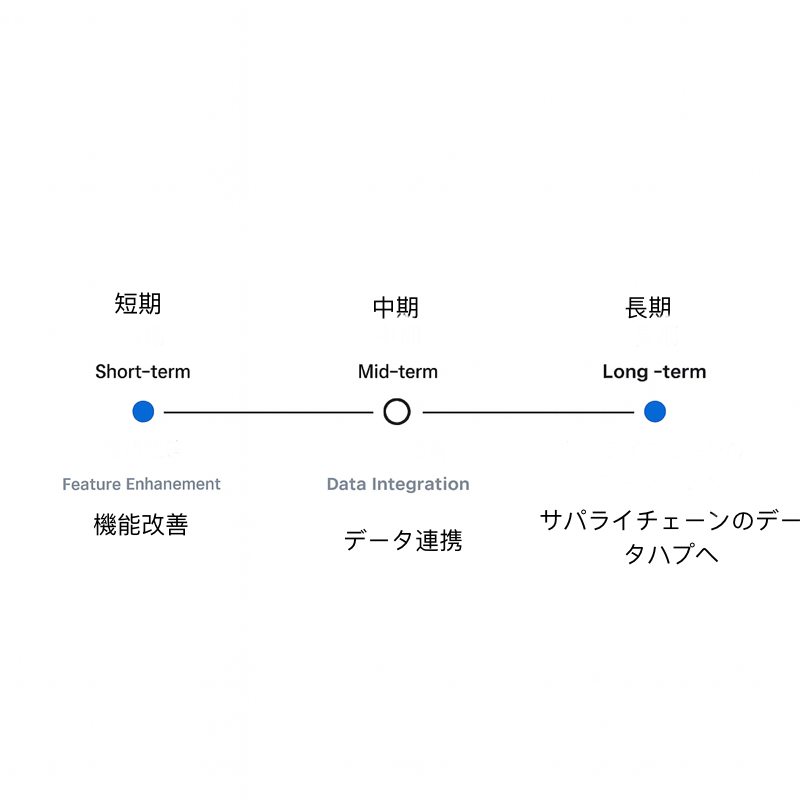 短期
中期
長期
Short-term
Mid-term
Long -term
Feature Enhanement
Data Integration
機能改善
データ連携
サパライチェーンのデー
タハプへ